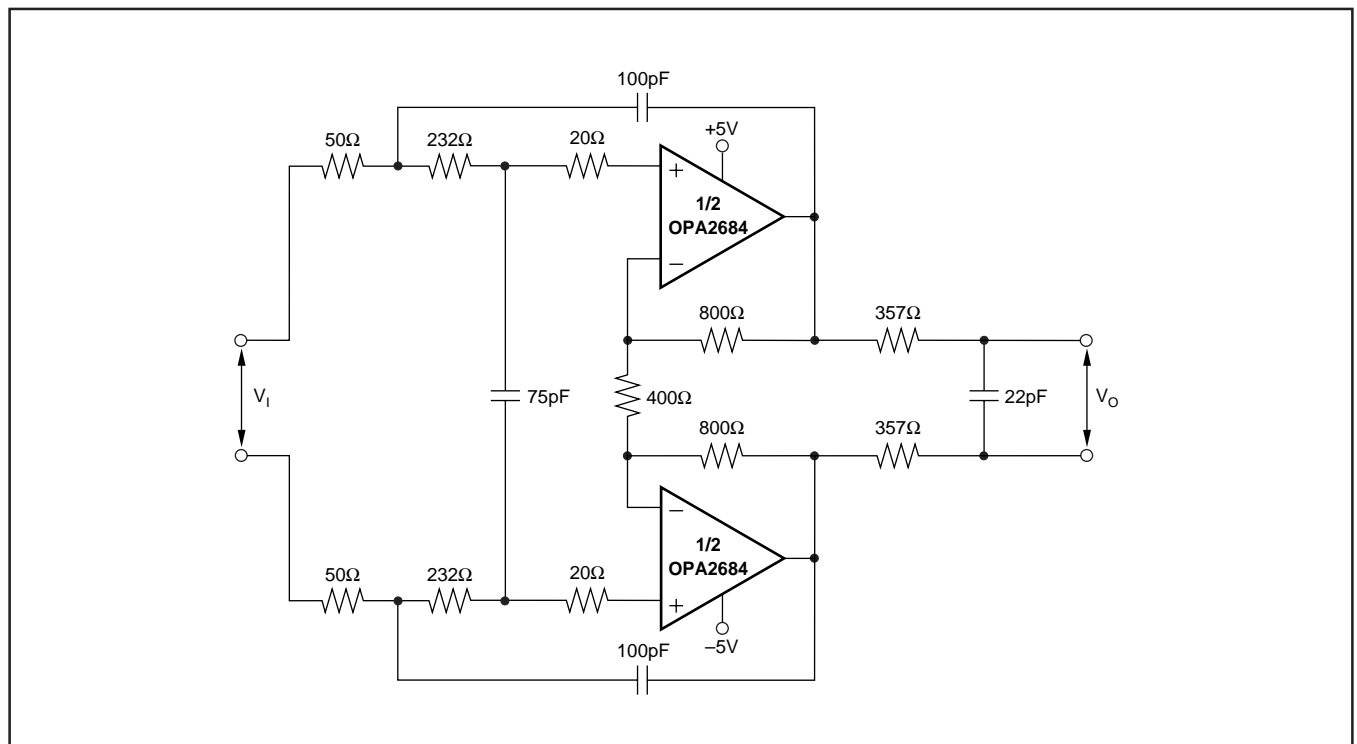 100pF
+5V
50Ω
232Ω
20Ω
+
1/2
OPA2684
−
800Ω
357Ω
V_I
75pF
400Ω
22pF
V_O
800Ω
357Ω
−
1/2
OPA2684
50Ω
232Ω
20Ω
+
–5V
100pF